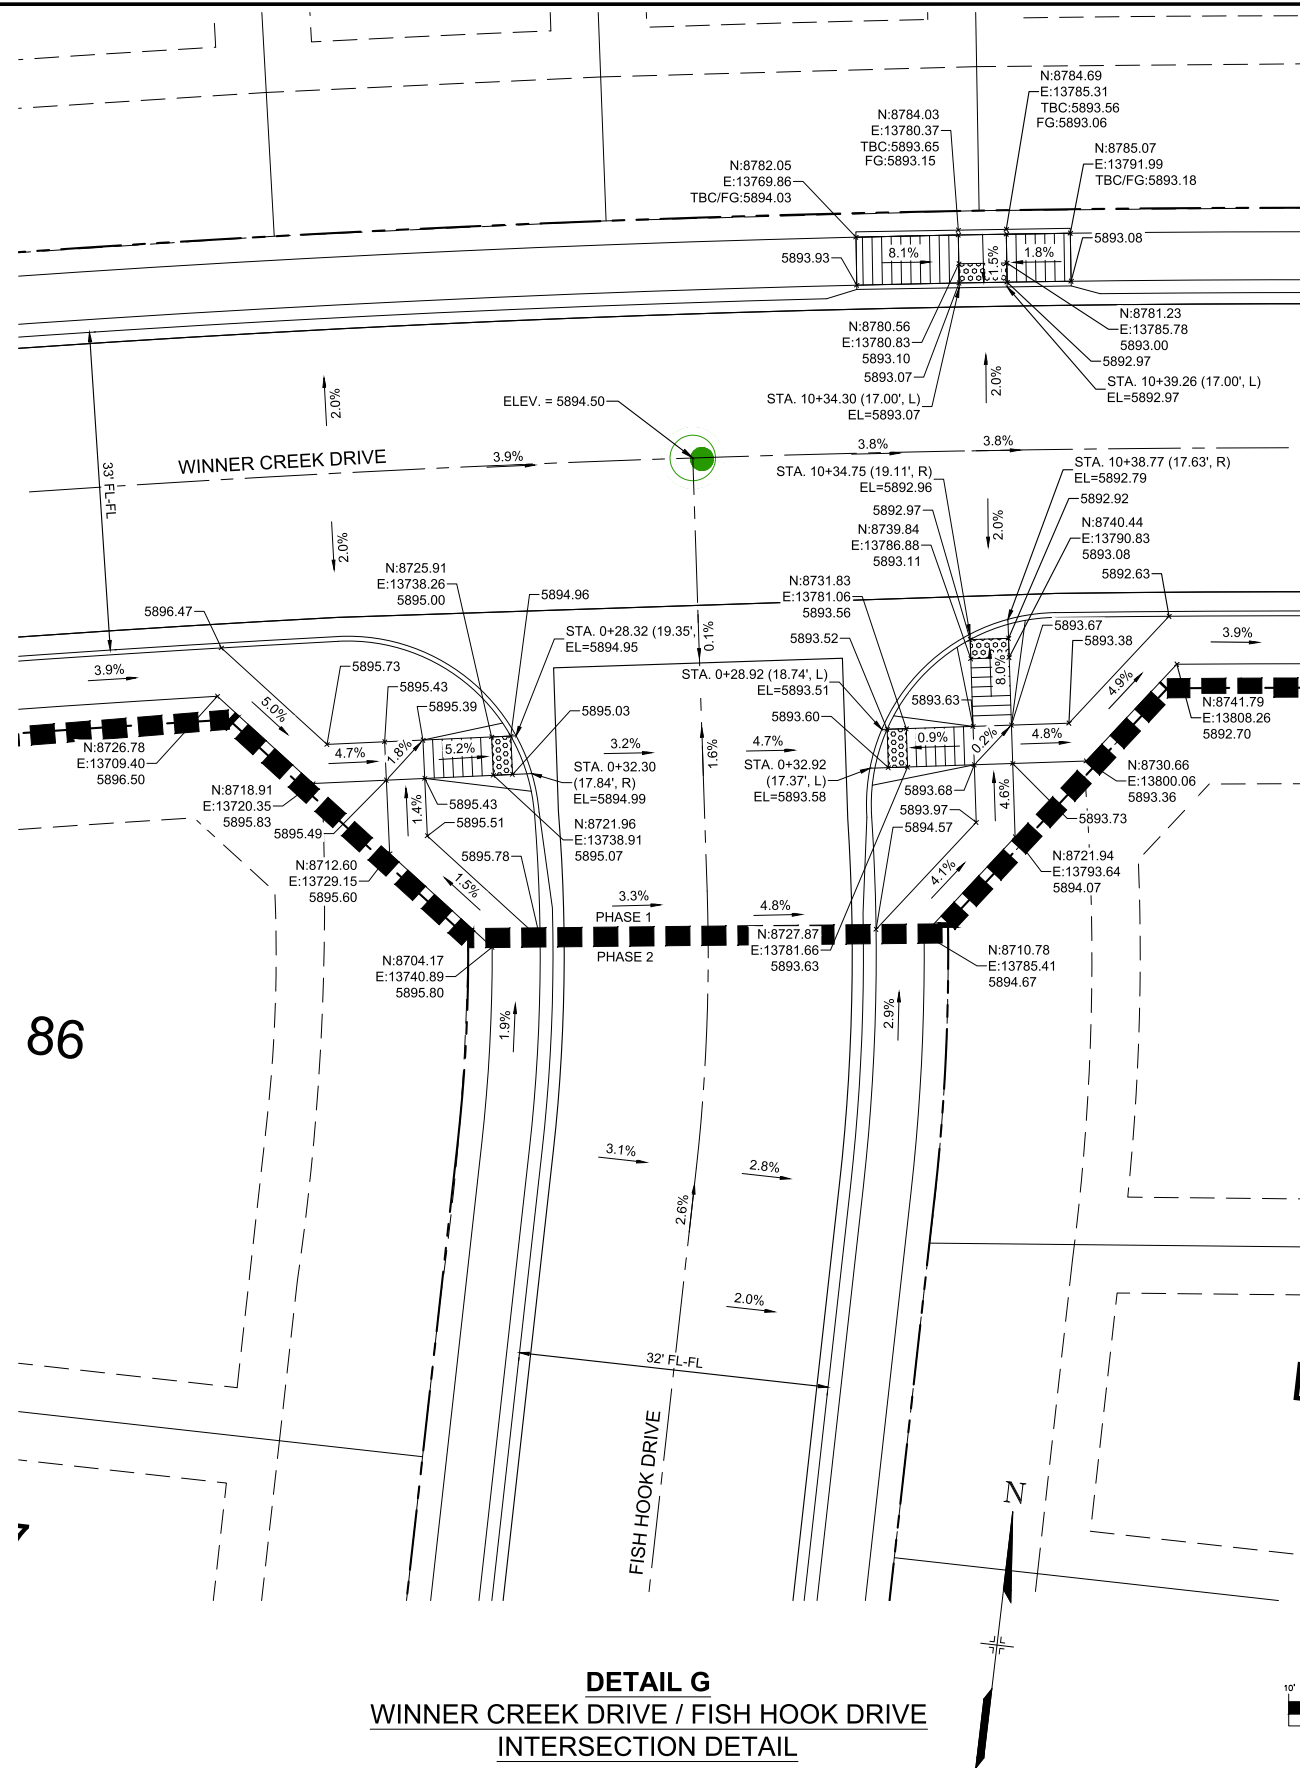 N:8784.69
E:13785.31
TBC:5893.56
FG:5893.06
N:8784.03
E:13780.37
TBC:5893.65
FG:5893.15
N:8785.07
E:13791.99
TBC/FG:5893.18
N:8782.05
E:13769.86
TBC/FG:5894.03
5893.93
8.1%
1.5%
1.8%
5893.08
N:8780.56
E:13780.83
5893.10
5893.07
STA. 10+34.30 (17.00', L)
EL=5893.07
N:8781.23
E:13785.78
5893.00
5892.97
STA. 10+39.26 (17.00', L)
EL=5892.97
2.0%
2.0%
ELEV. = 5894.50
33' FL-FL
WINNER CREEK DRIVE
3.9%
3.8%
3.8%
STA. 10+34.75 (19.11', R)
EL=5892.96
5892.97
N:8739.84
E:13786.88
5893.11
STA. 10+38.77 (17.63', R)
EL=5892.79
5892.92
N:8740.44
E:13790.83
5893.08
5892.63
2.0%
2.0%
N:8725.91
E:13738.26
5895.00
5894.96
STA. 0+28.32 (19.35',
EL=5894.95
5896.47
3.9%
5895.73
5895.43
5895.39
5895.03
0.1%
N:8731.83
E:13781.06
5893.56
5893.52
STA. 0+28.92 (18.74', L)
EL=5893.51
5893.67
5893.38
3.9%
8.0%
5893.63
4.9%
N:8741.79
E:13808.26
5892.70
5.0%
4.7%
1.8%
5.2%
3.2%
STA. 0+32.30
(17.84', R)
EL=5894.99
1.6%
4.7%
5893.60
STA. 0+32.92
(17.37', L)
EL=5893.58
0.9%
0.2%
4.8%
N:8726.78
E:13709.40
5896.50
N:8718.91
E:13720.35
5895.83
5895.49
1.4%
5895.43
5895.51
N:8721.96
E:13738.91
5895.07
5893.68
5893.97
5894.57
4.6%
N:8730.66
E:13800.06
5893.36
5893.73
N:8712.60
E:13729.15
5895.60
5895.78
1.5%
4.1%
N:8721.94
E:13793.64
5894.07
3.3%
4.8%
PHASE 1
PHASE 2
N:8727.87
E:13781.66
5893.63
N:8704.17
E:13740.89
5895.80
N:8710.78
E:13785.41
5894.67
1.9%
2.9%
86
3.1%
2.8%
2.6%
2.0%
32' FL-FL
FISH HOOK DRIVE
N
DETAIL G
WINNER CREEK DRIVE / FISH HOOK DRIVE
INTERSECTION DETAIL
10'